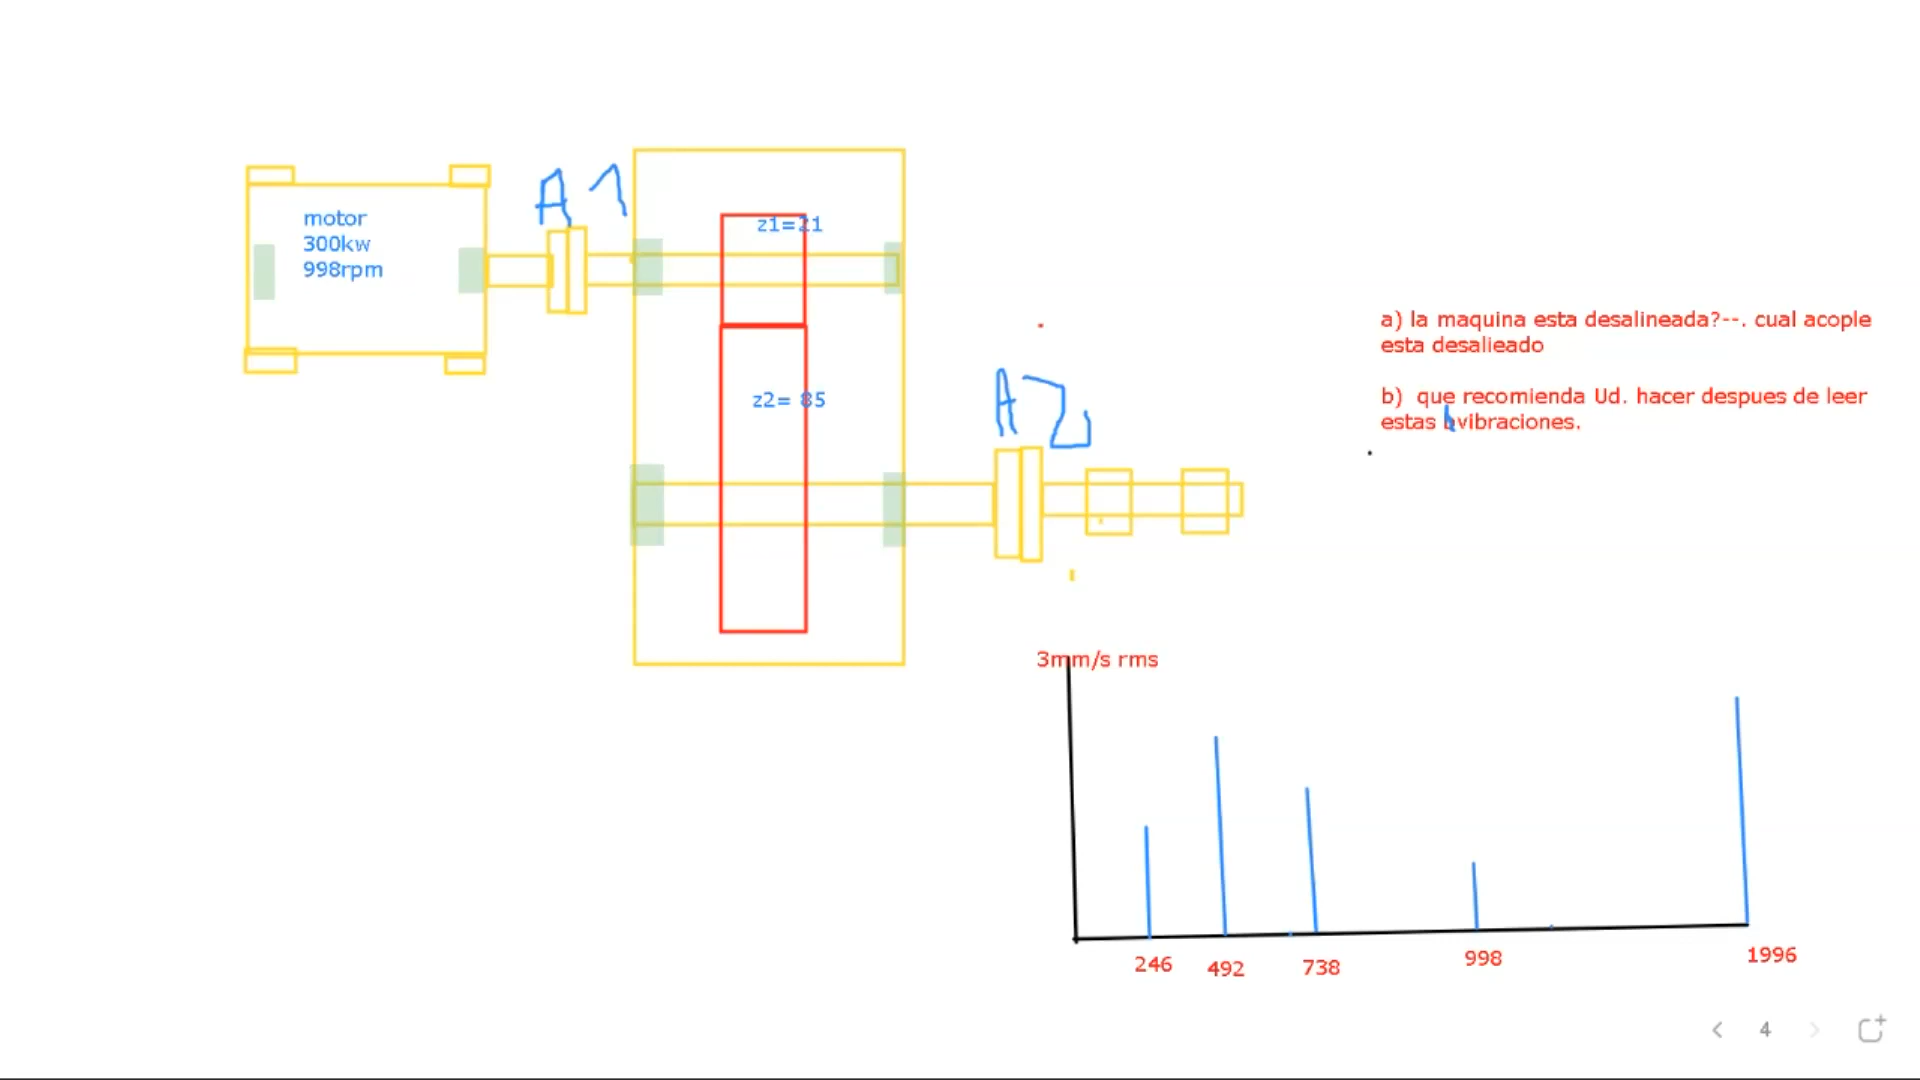 A1
motor
300kw
998rpm
z1=21
z2= 85
A2
a) la maquina esta desalineada?--. cual acople
esta desalieado
b) que recomienda Ud. hacer despues de leer
estas vibraciones.
3mm/s rms
246
492
738
998
1996
4